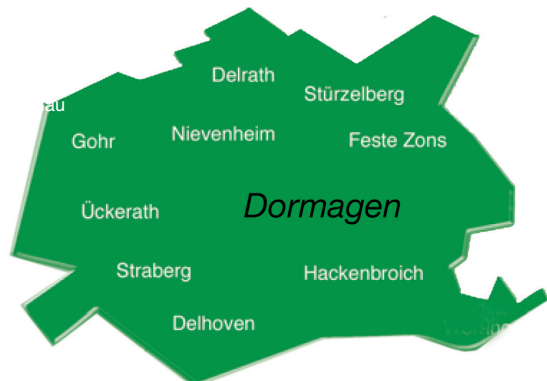 Delrath
Stürzelberg
Nievenheim
Feste Zons
Gohr
Ückerath
Dormagen
Straberg
Hackenbroich
Delhoven